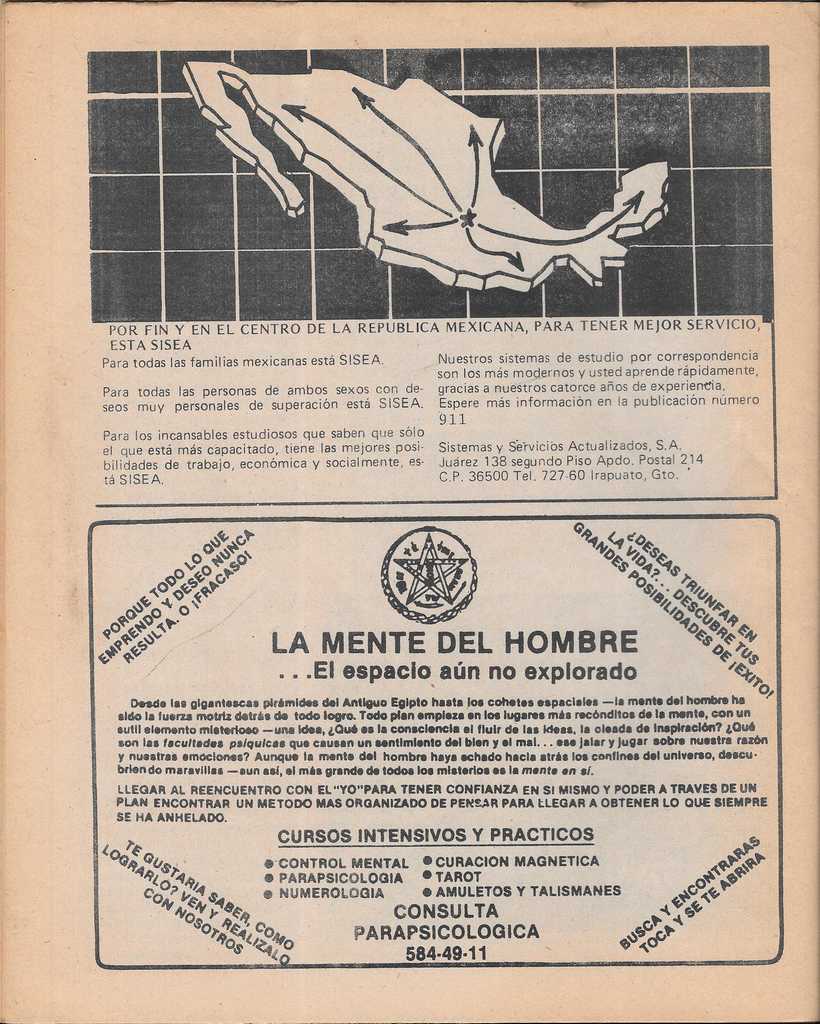 POR FIN Y EN EL CENTRO DE LA REPUBLICA MEXICANA, PARA TENER MEJOR SERVICIO,
ESTA SISEA
Para todas las familias mexicanas está SISEA.
Para todas las personas de ambos sexos con de-
seos muy personales de superación está SISEA.
Para los incansables estudiosos que saben que sólo
el que está más capacitado, tiene las mejores posi-
bilidades de trabajo, económica y socialmente, es-
tá SISEA.
Nuestros sistemas de estudio por correspondencia
son los más modernos y usted aprende rápidamente,
gracias a nuestros catorce años de experiencia.
Espere más información en la publicación número
911
Sistemas y Servicios Actualizados, S.A.
Juárez 138 segundo Piso Apdo. Postal 214
C.P. 36500 Tel. 727-60 Irapuato, Gto.
PORQUE TODO LO QUE
EMPRENDO Y DESEO NUNCA
RESULTA. O ¡FRACASO!
¿DESEAS TRIUNFAR EN
LA VIDA?... DESCUBRE TUS
GRANDES POSIBILIDADES DE ¡EXITO!
LA MENTE DEL HOMBRE
...El espacio aún no explorado
Desde las gigantescas pirámides del Antiguo Egipto hasta los cohetes espaciales —la mente del hombre ha
sido la fuerza motriz detrás de todo logro. Todo plan empieza en los lugares más recónditos de la mente, con un
sutil elemento misterioso —una idea, ¿Qué es la consciencia el fluir de las ideas, la oleada de inspiración? ¿Qué
son las facultades psíquicas que causan un sentimiento del bien y el mal... ese jalar y jugar sobre nuestra razón
y nuestras emociones? Aunque la mente del hombre haya echado hacia atrás los confines del universo, descu-
briendo maravillas —aun así, el más grande de todos los misterios es la mente en sí.
LLEGAR AL REENCUENTRO CON EL "YO" PARA TENER CONFIANZA EN SI MISMO Y PODER A TRAVES DE UN
PLAN ENCONTRAR UN METODO MAS ORGANIZADO DE PENSAR PARA LLEGAR A OBTENER LO QUE SIEMPRE
SE HA ANHELADO.
CURSOS INTENSIVOS Y PRACTICOS
● CONTROL MENTAL
● PARAPSICOLOGIA
● NUMEROLOGIA
● CURACION MAGNETICA
● TAROT
● AMULETOS Y TALISMANES
CONSULTA
PARAPSICOLOGICA
584-49-11
TE GUSTARIA SABER, COMO
LOGRARLO? VEN Y REALIZALO
CON NOSOTROS
BUSCA Y ENCONTRARAS
TOCA Y SE TE ABRIRA